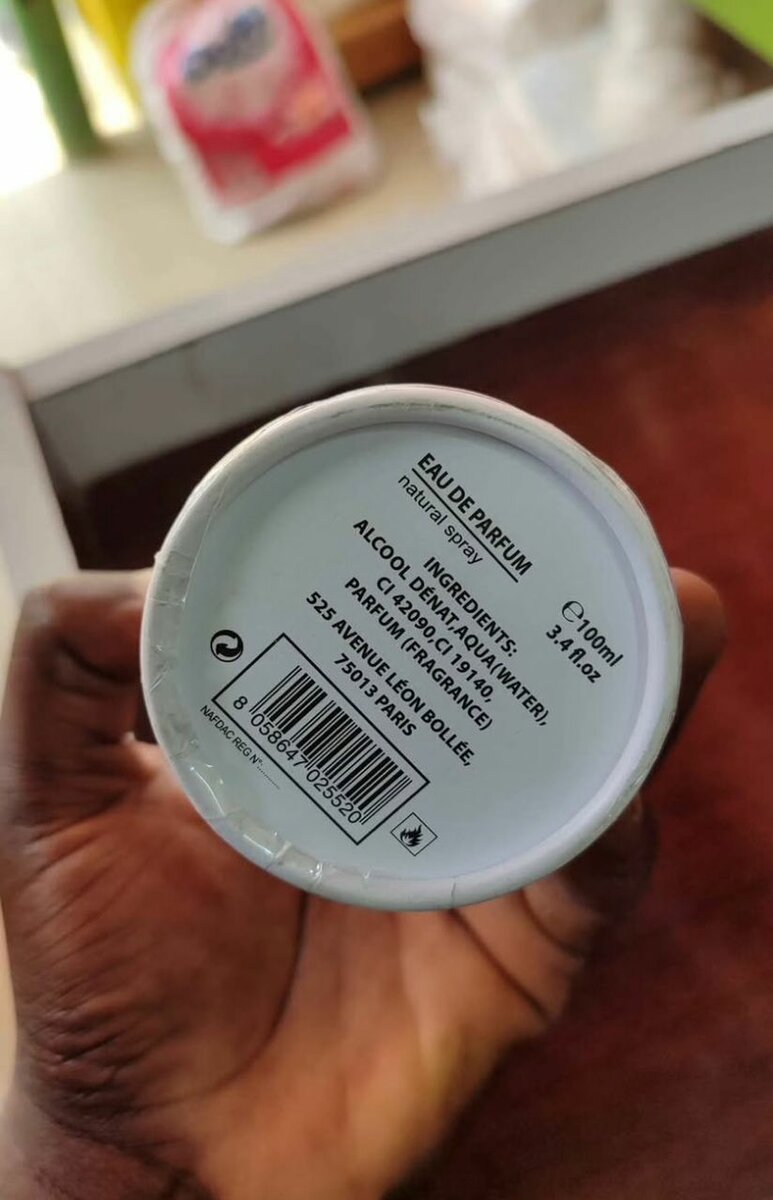 EAU DE PARFUM
natural spray
℮100ml
3.4 fl.oz
INGREDIENTS:
ALCOOL DÉNAT,AQUA(WATER),
CI 42090,CI 19140,
PARFUM (FRAGRANCE)
525 AVENUE LÉON BOLLÉE,
75013 PARIS
8 058647 025520
NAFDAC REG N°.............